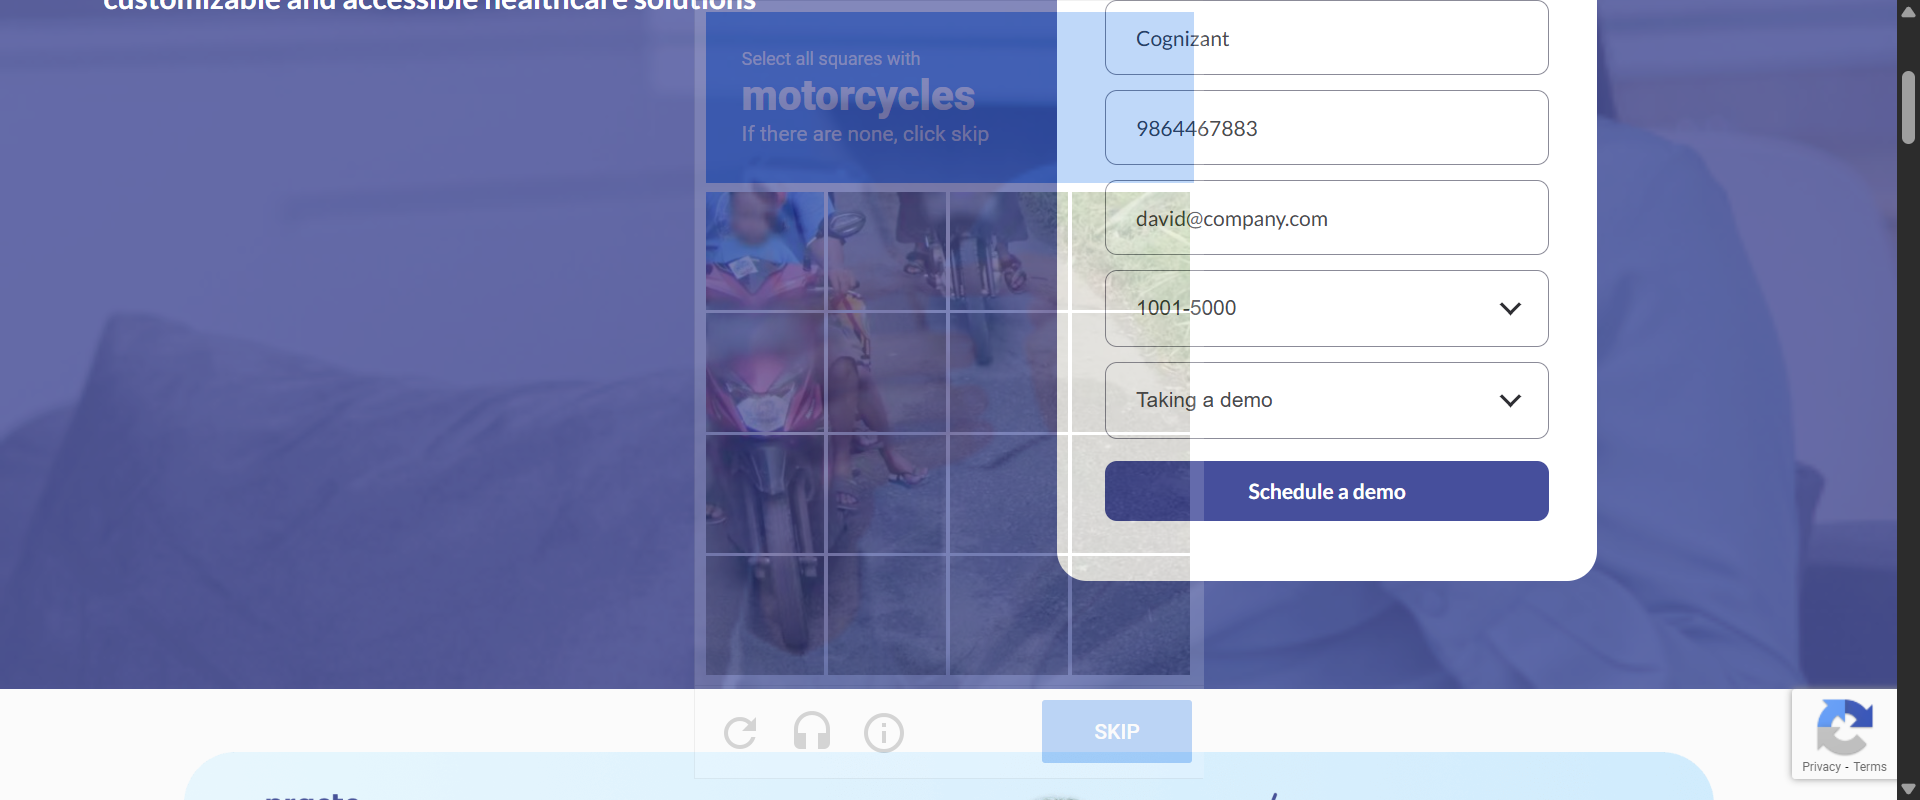 customizable and accessible healthcare solutions
Select all squares with
motorcycles
If there are none, click skip
Cognizant
9864467883
david@company.com
1001-5000
Taking a demo
Schedule a demo
SKIP
Privacy - Terms